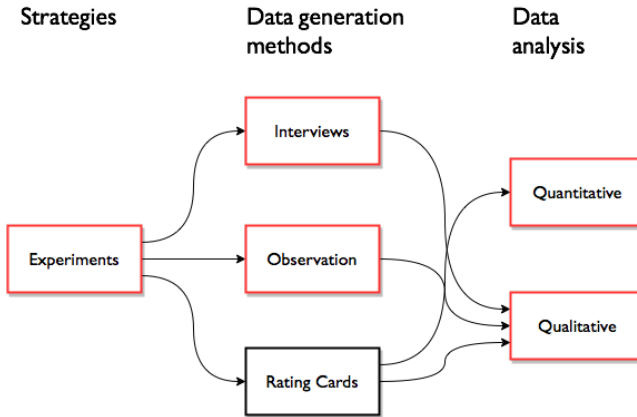 Strategies
Data generation
methods
Data
analysis
Interviews
Quantitative
Experiments
Observation
Qualitative
Rating Cards